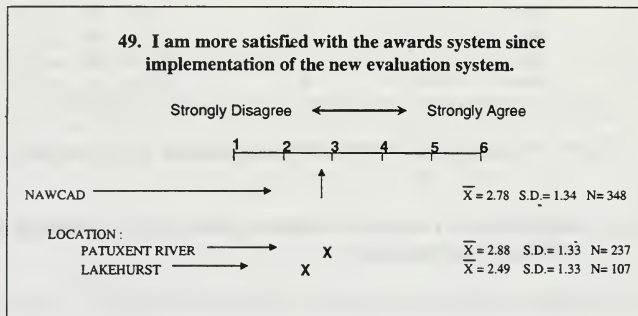 49. I am more satisfied with the awards system since
implementation of the new evaluation system.
Strongly Disagree Strongly Agree
1 2 3 4 5 6
NAWCAD X̅ = 2.78 S.D.= 1.34 N= 348
LOCATION :
PATUXENT RIVER X X̅ = 2.88 S.D.= 1.33 N= 237
LAKEHURST X X̅ = 2.49 S.D.= 1.33 N= 107